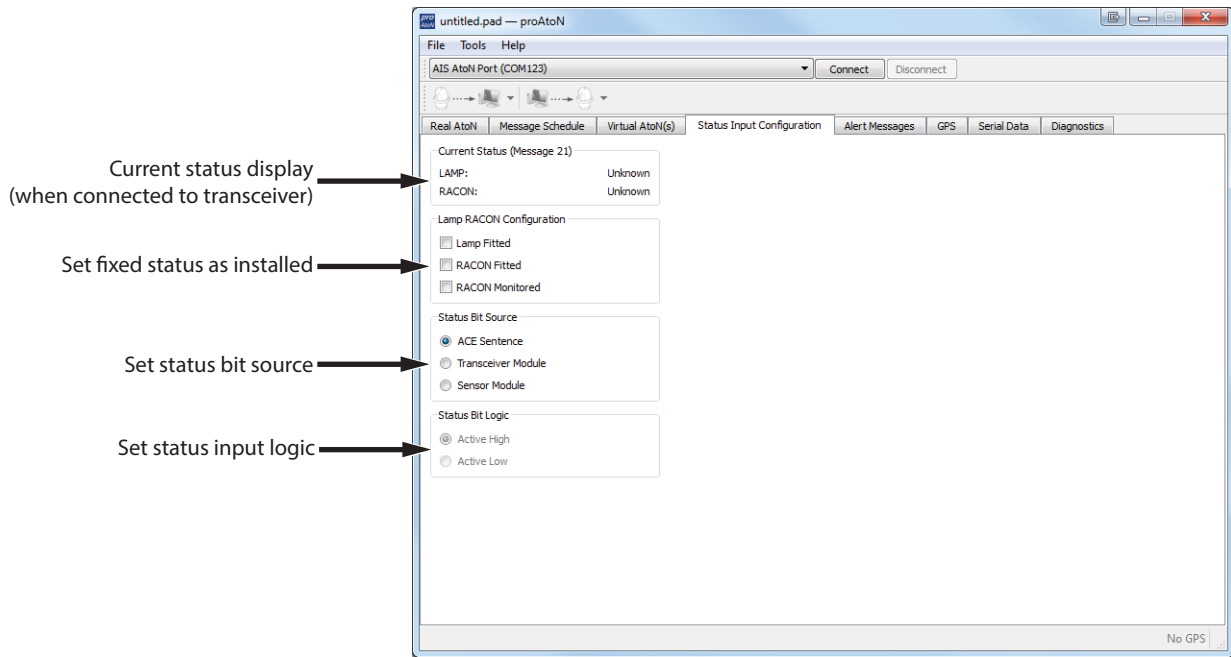 pro
AtoN
untitled.pad — proAtoN
File Tools Help
AIS AtoN Port (COM123)
Connect
Disconnect
Real AtoN
Message Schedule
Virtual AtoN(s)
Status Input Configuration
Alert Messages
GPS
Serial Data
Diagnostics
Current Status (Message 21)
LAMP: Unknown
RACON: Unknown
Current status display
(when connected to transceiver)
Lamp RACON Configuration
Lamp Fitted
RACON Fitted
RACON Monitored
Set fixed status as installed
Status Bit Source
ACE Sentence
Transceiver Module
Sensor Module
Set status bit source
Status Bit Logic
Active High
Active Low
Set status input logic
No GPS